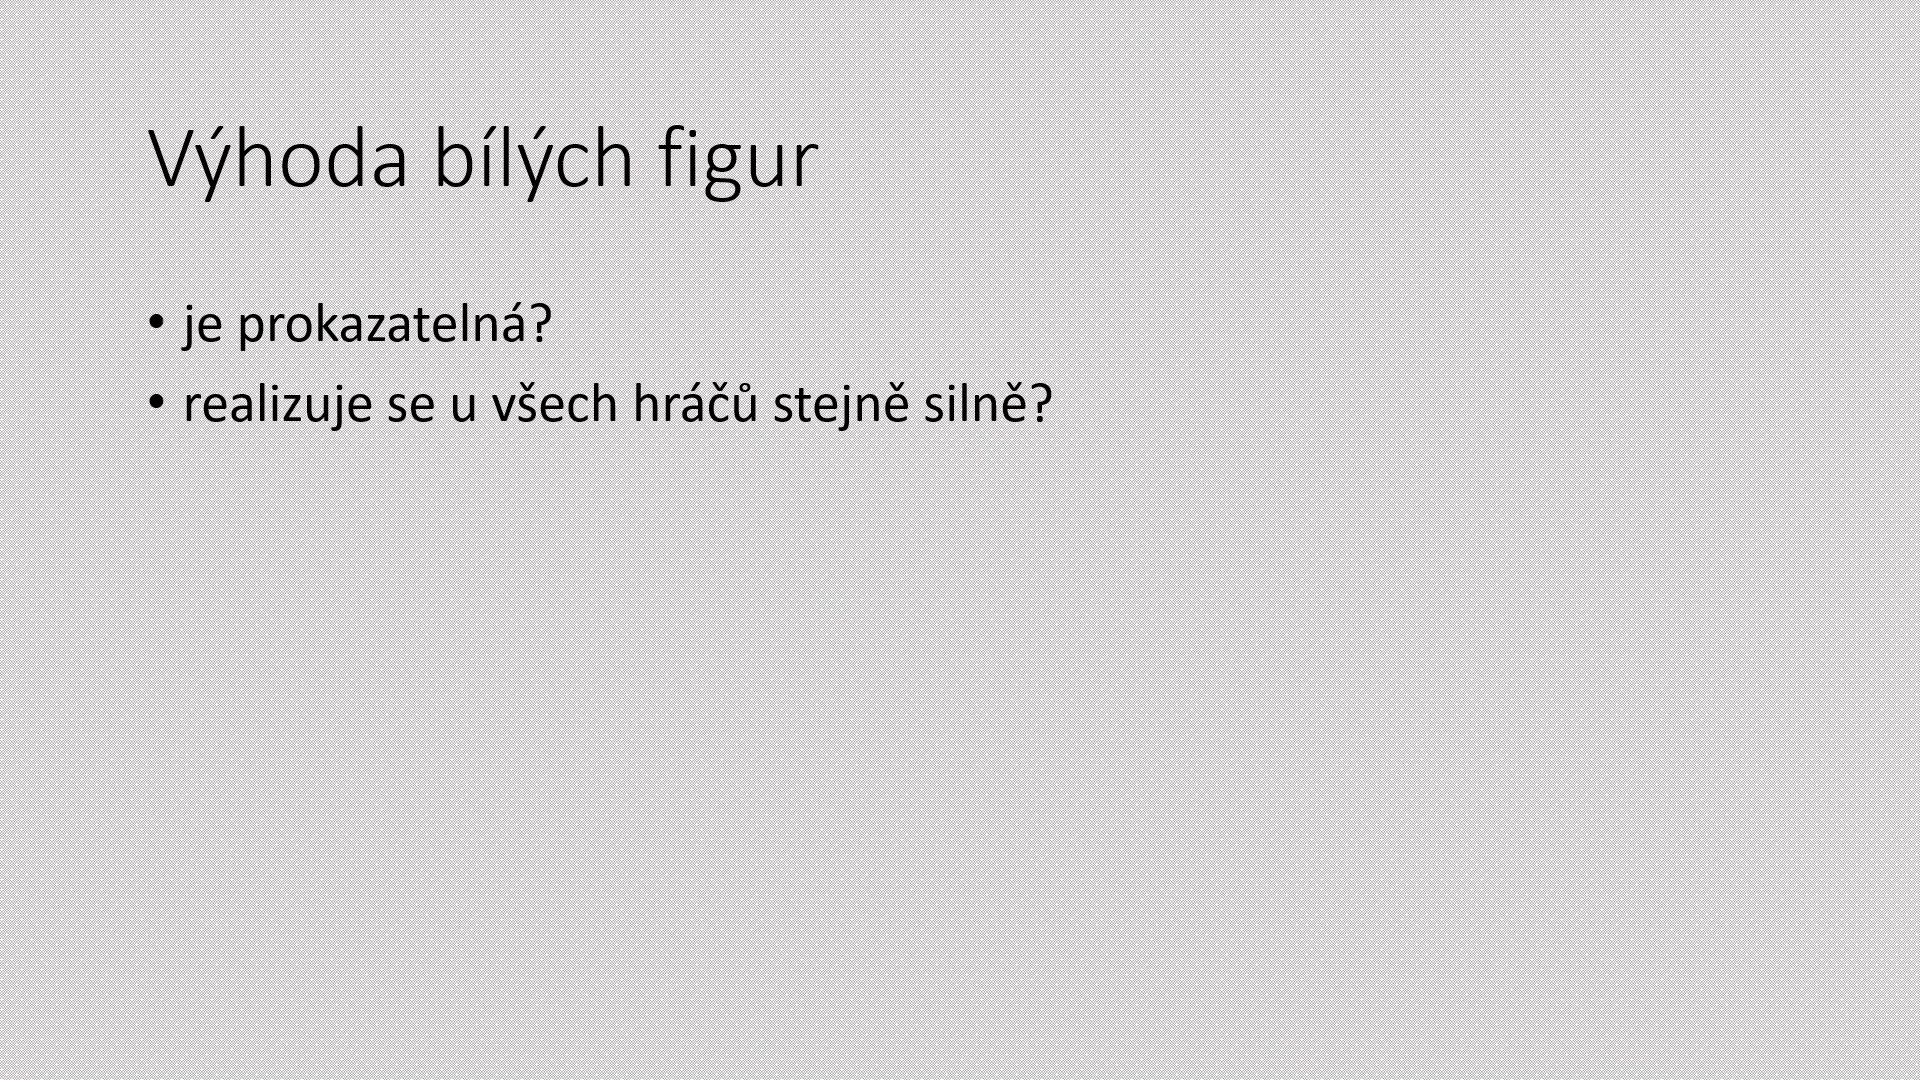 Výhoda bílých figur
• je prokazatelná?
• realizuje se u všech hráčů stejně silně?